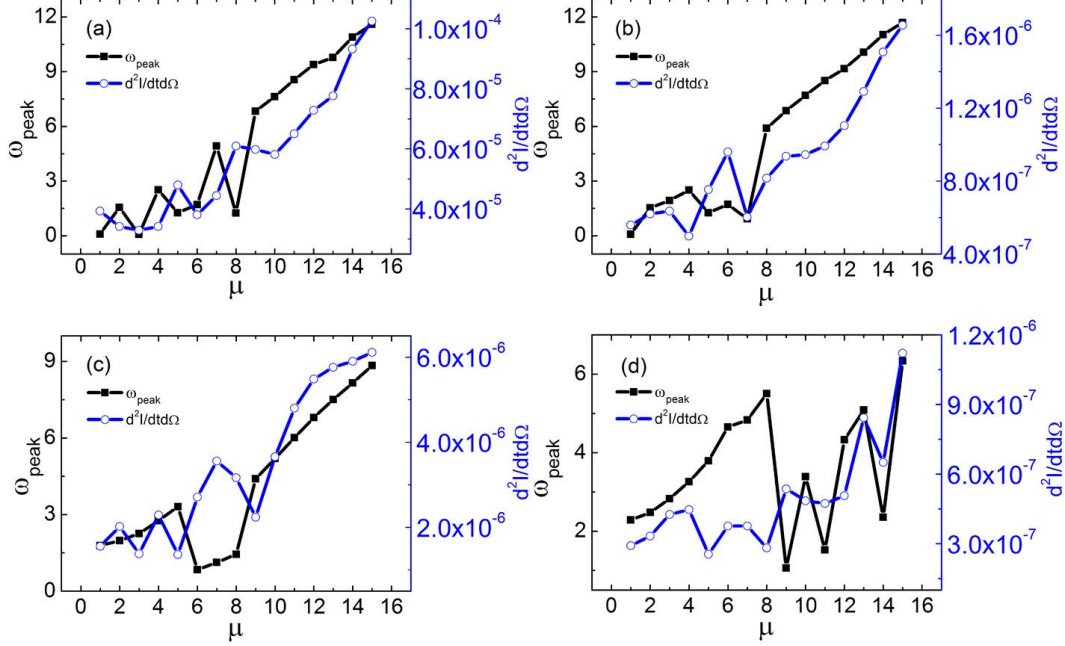 (a)
ω_peak
d²I/dtdΩ
12
9
6
3
0
1.0x10⁻⁴
8.0x10⁻⁵
6.0x10⁻⁵
4.0x10⁻⁵
ω_peak
d²I/dtdΩ
0 2 4 6 8 10 12 14 16
μ
(b)
ω_peak
d²I/dtdΩ
12
9
6
3
0
1.6x10⁻⁶
1.2x10⁻⁶
8.0x10⁻⁷
4.0x10⁻⁷
ω_peak
d²I/dtdΩ
0 2 4 6 8 10 12 14 16
μ
(c)
ω_peak
d²I/dtdΩ
9
6
3
0
6.0x10⁻⁶
4.0x10⁻⁶
2.0x10⁻⁶
ω_peak
d²I/dtdΩ
0 2 4 6 8 10 12 14 16
μ
(d)
ω_peak
d²I/dtdΩ
6
4
2
1.2x10⁻⁶
9.0x10⁻⁷
6.0x10⁻⁷
3.0x10⁻⁷
ω_peak
d²I/dtdΩ
0 2 4 6 8 10 12 14 16
μ